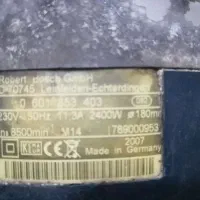 Robert Bosch GmbH
D-70745 Leinfelden-Echterdingen
0 601 853 403
230V 50Hz 11.3A 2400W ø180mm
n₀ 8500min⁻¹ M14 789000953
2007
Made in Germany